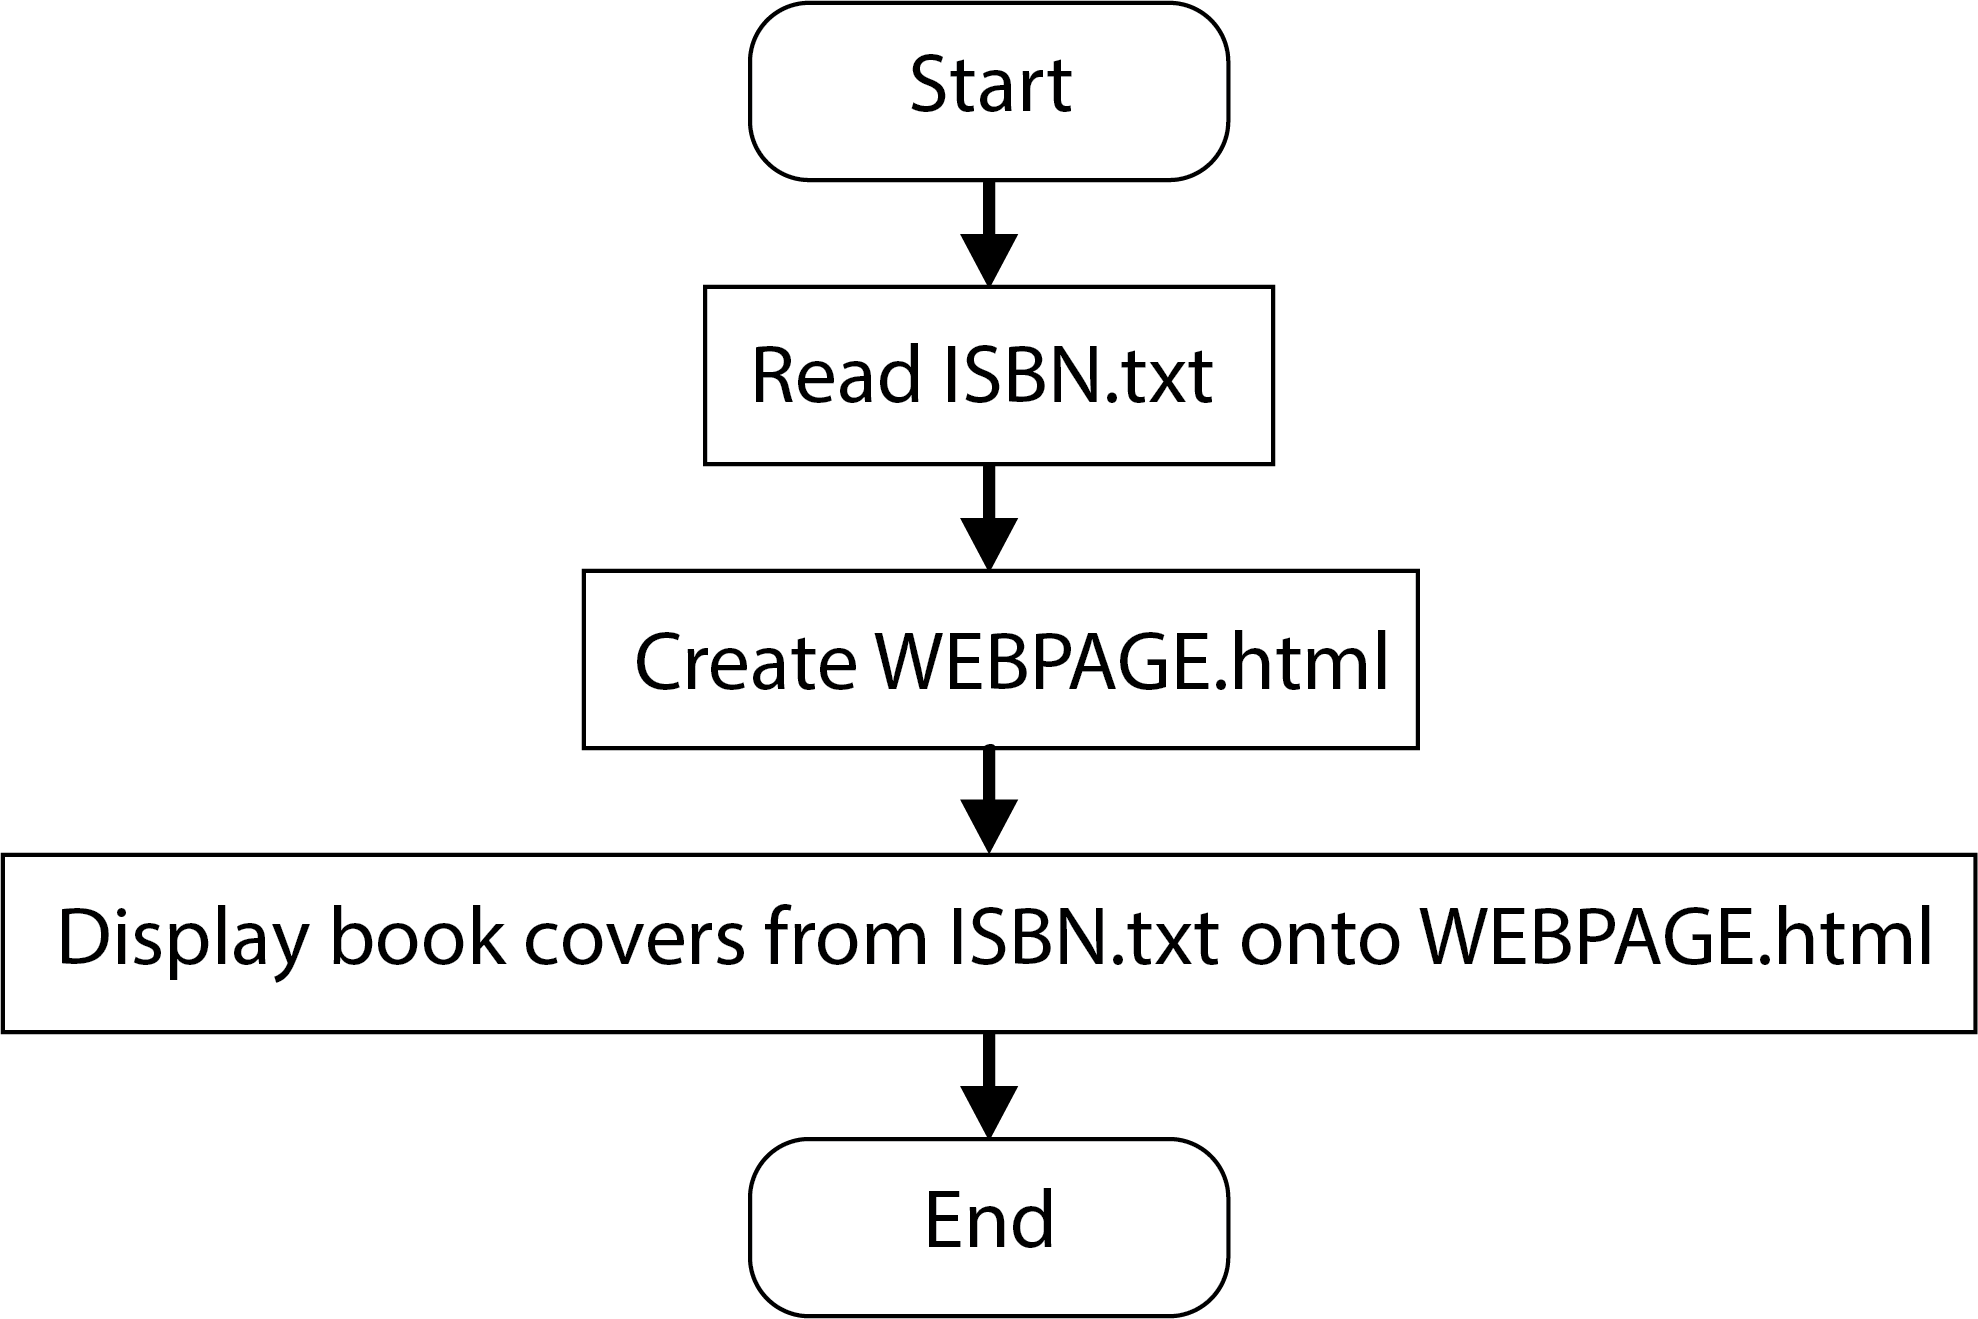 Start
Read ISBN.txt
Create WEBPAGE.html
Display book covers from ISBN.txt onto WEBPAGE.html
End